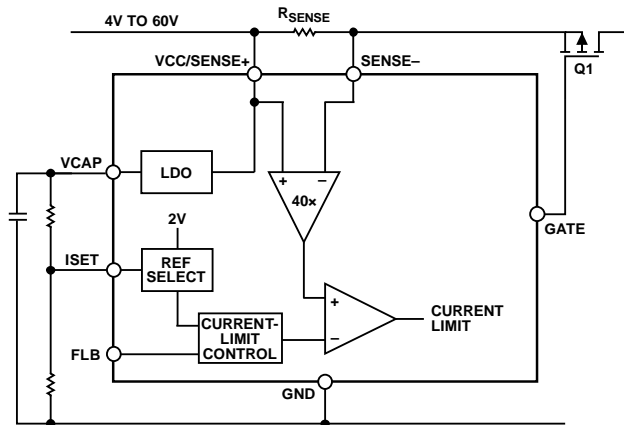 4V TO 60V
RSENSE
VCC/SENSE+
SENSE–
Q1
VCAP
LDO
+
–
40×
2V
GATE
ISET
REF
SELECT
+
CURRENT
LIMIT
CURRENT-
LIMIT
CONTROL
–
FLB
GND